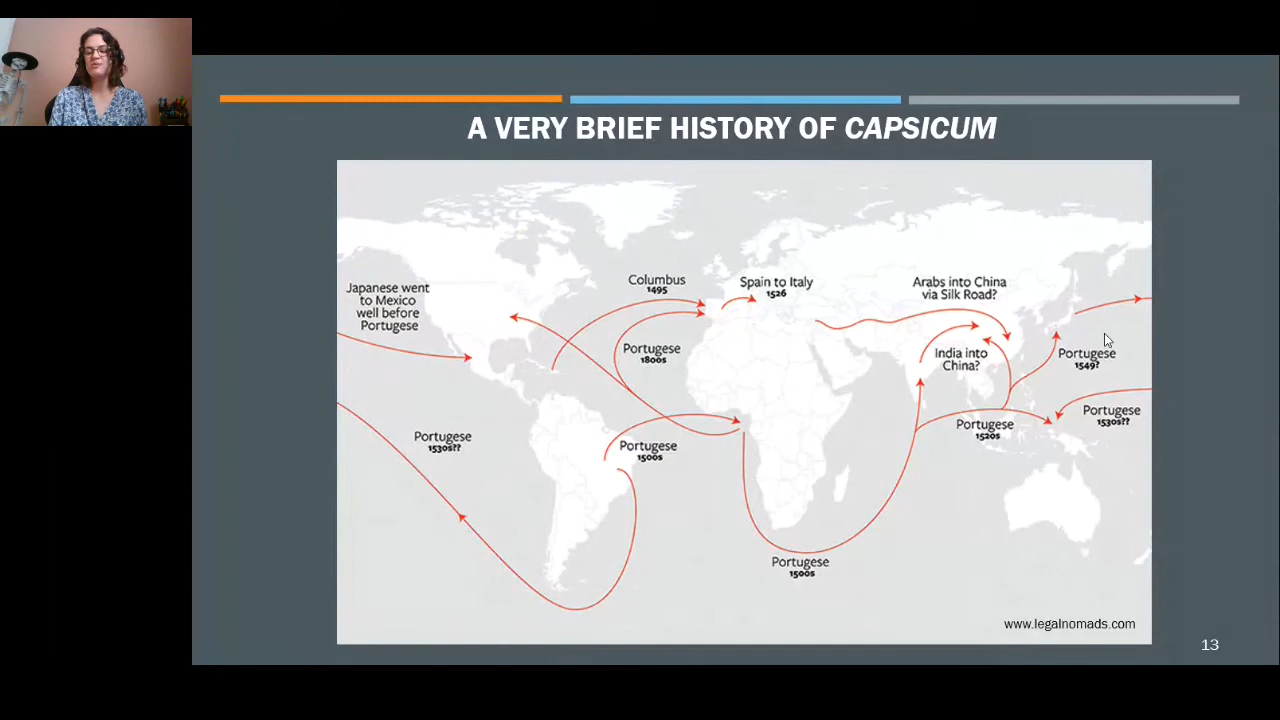 A VERY BRIEF HISTORY OF CAPSICUM
Japanese went
to Mexico
well before
Portugese
Columbus
1495
Spain to Italy
1526
Arabs into China
via Silk Road?
Portugese
1800s
India into
China?
Portugese
1549?
Portugese
1530s??
Portugese
1500s
Portugese
1520s
Portugese
1530s??
Portugese
1500s
www.legalnomads.com
13